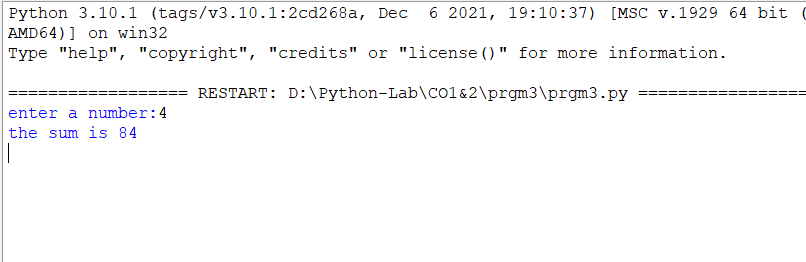 Python 3.10.1 (tags/v3.10.1:2cd268a, Dec  6 2021, 19:10:37) [MSC v.1929 64 bit (
AMD64)] on win32
Type "help", "copyright", "credits" or "license()" for more information.
================== RESTART: D:\Python-Lab\CO1&2\prgm3\prgm3.py =================
enter a number:4
the sum is 84